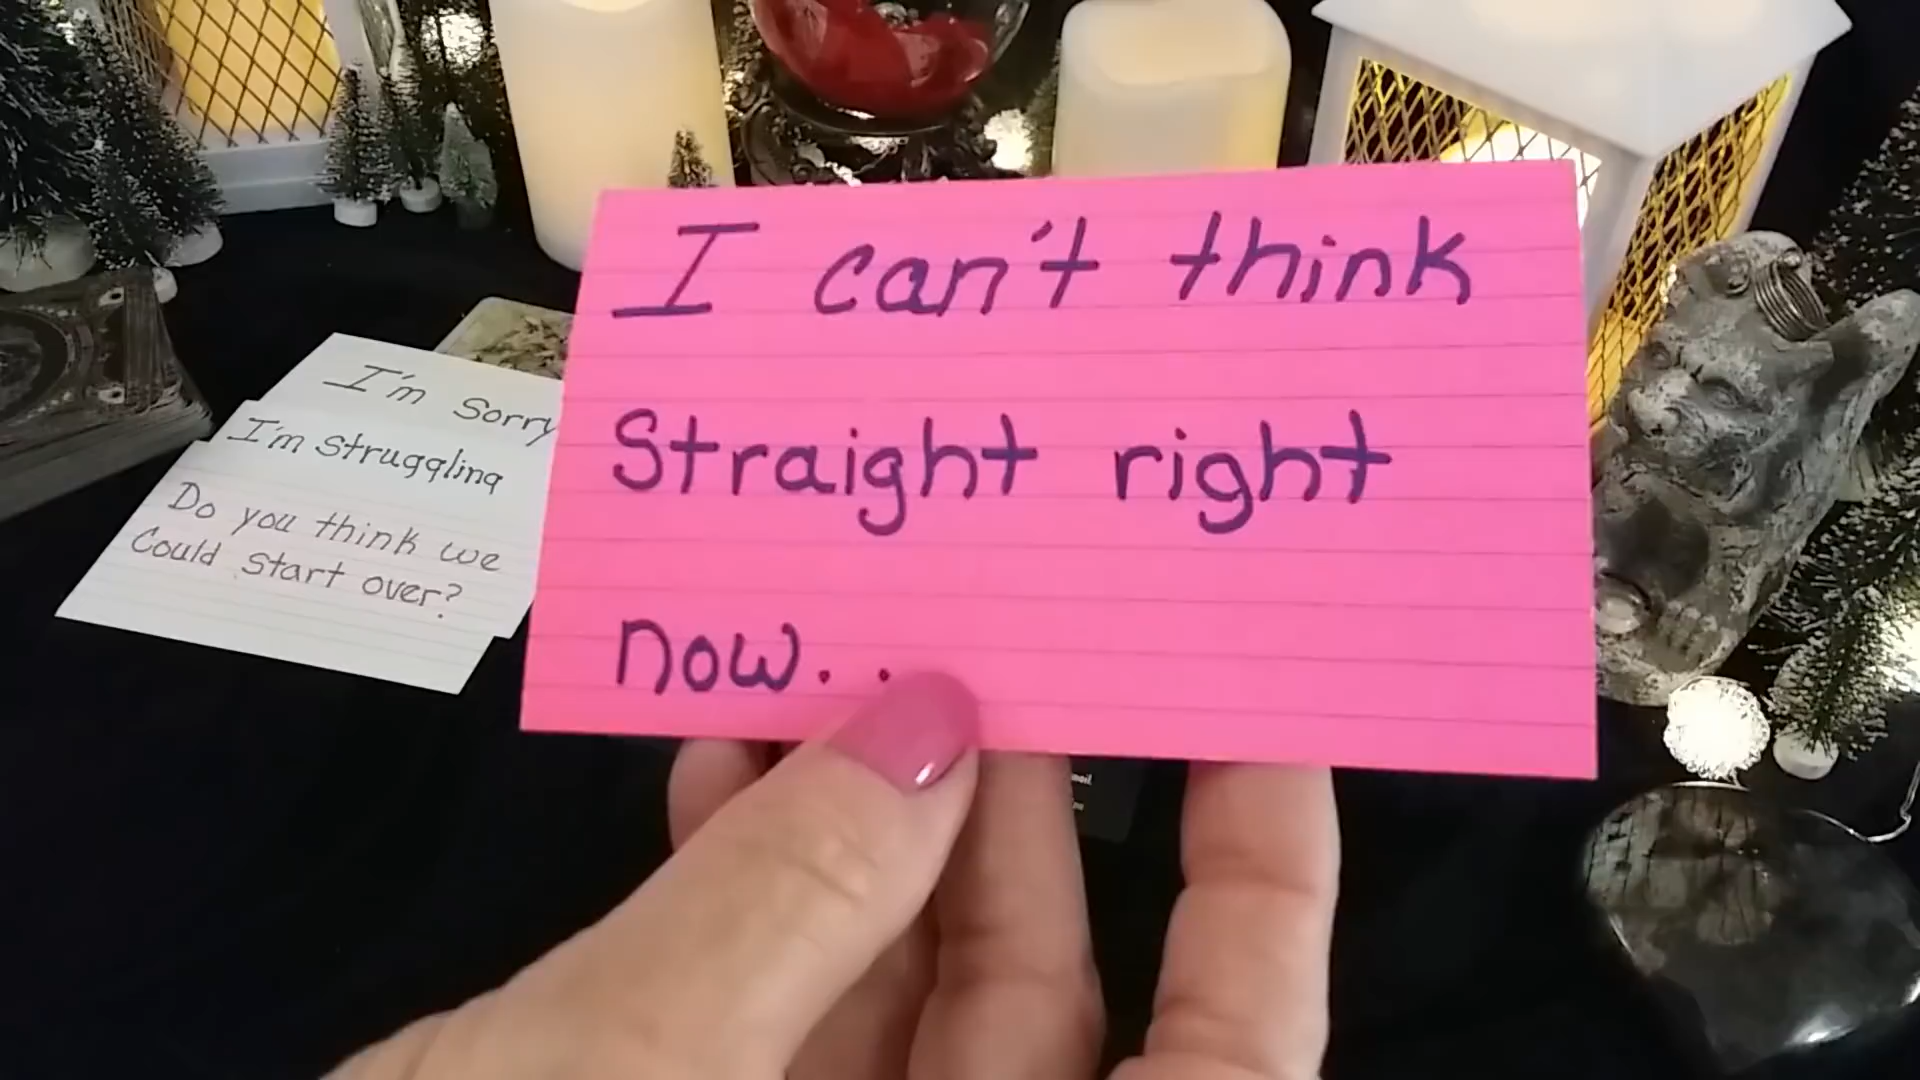 I can't think
Straight right
now..
I'm Sorry
I'm Struggling
Do you think we
Could Start over?